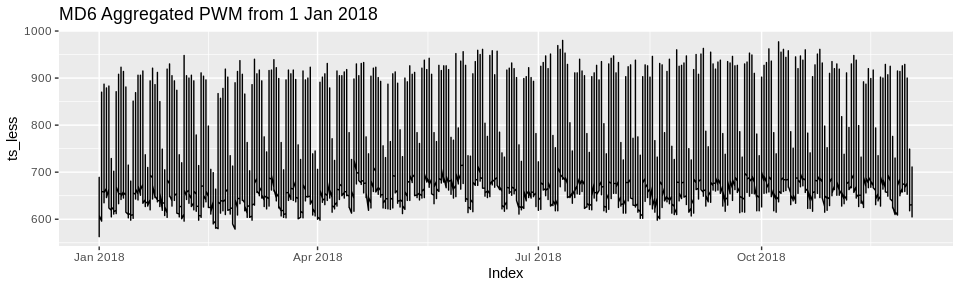 MD6 Aggregated PWM from 1 Jan 2018
1000
900
800
700
600
ts_less
Jan 2018 Apr 2018 Jul 2018 Oct 2018
Index